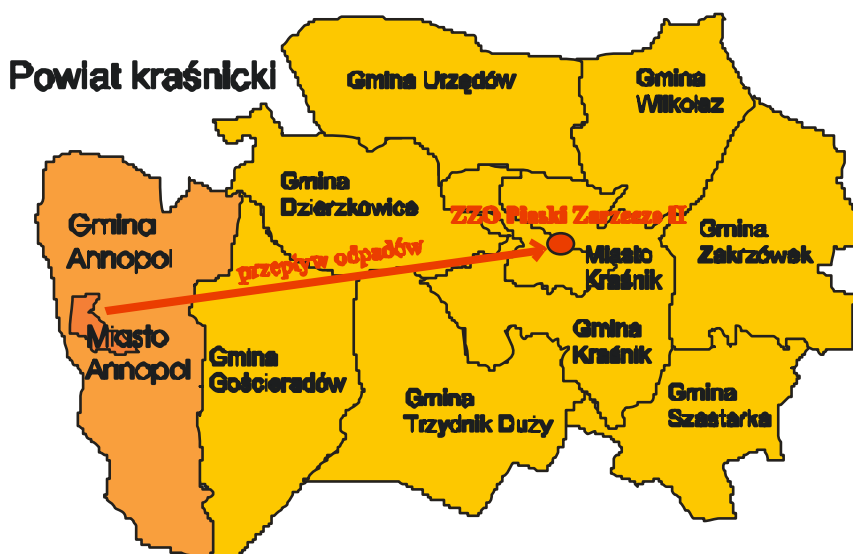 Powiat kraśnicki
Gmina Urzędów
Gmina
Wilkołaz
Gmina
Dzierzkowice
ZZO Piaski Zarzecze II
Gmina
Annopol
Gmina
Zakrzówek
przepływ odpadów
Miasto
Kraśnik
Miasto
Annopol
Gmina
Gościeradów
Gmina
Kraśnik
Gmina
Trzydnik Duży
Gmina
Szastarka